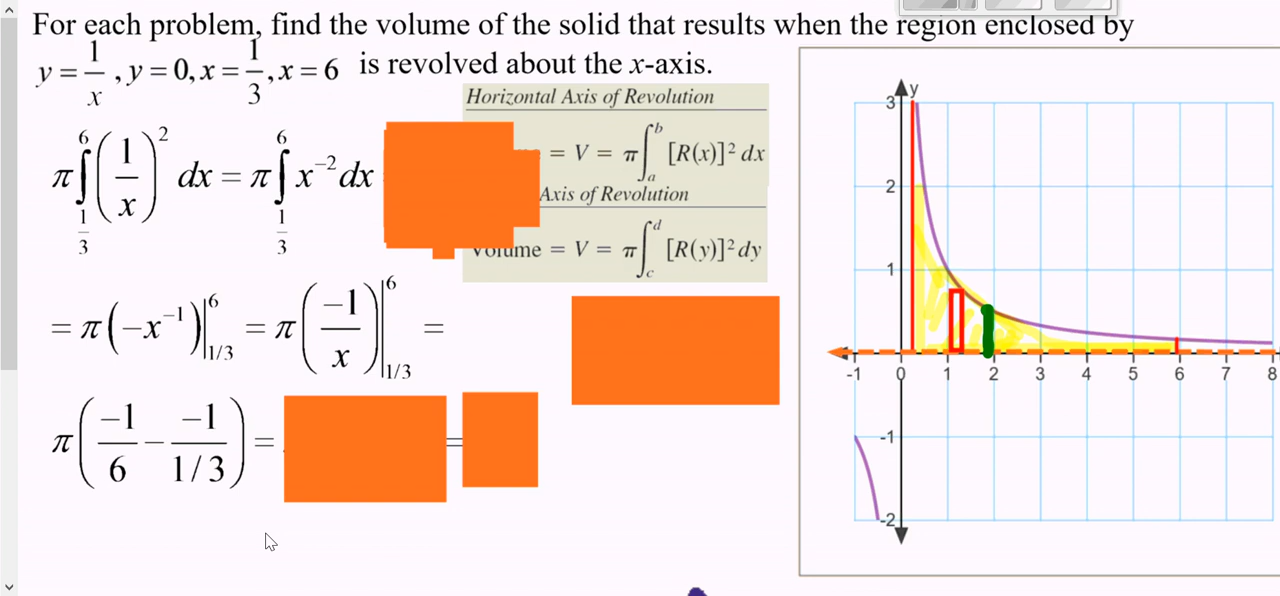 For each problem, find the volume of the solid that results when the region enclosed by
y = 1/x , y = 0, x = 1/3, x = 6 is revolved about the x-axis.
Horizontal Axis of Revolution
= V = π∫_a^b [R(x)]² dx
Axis of Revolution
Volume = V = π∫_c^d [R(y)]² dy
π∫_{1/3}^6 (1/x)² dx = π∫_{1/3}^6 x⁻² dx
= π(−x⁻¹)|_{1/3}^6 = π(−1/x)|_{1/3}^6 =
π(−1/6 − −1/(1/3)) = =
y
3
2
1
-1 0 1 2 3 4 5 6 7 8
-1
-2